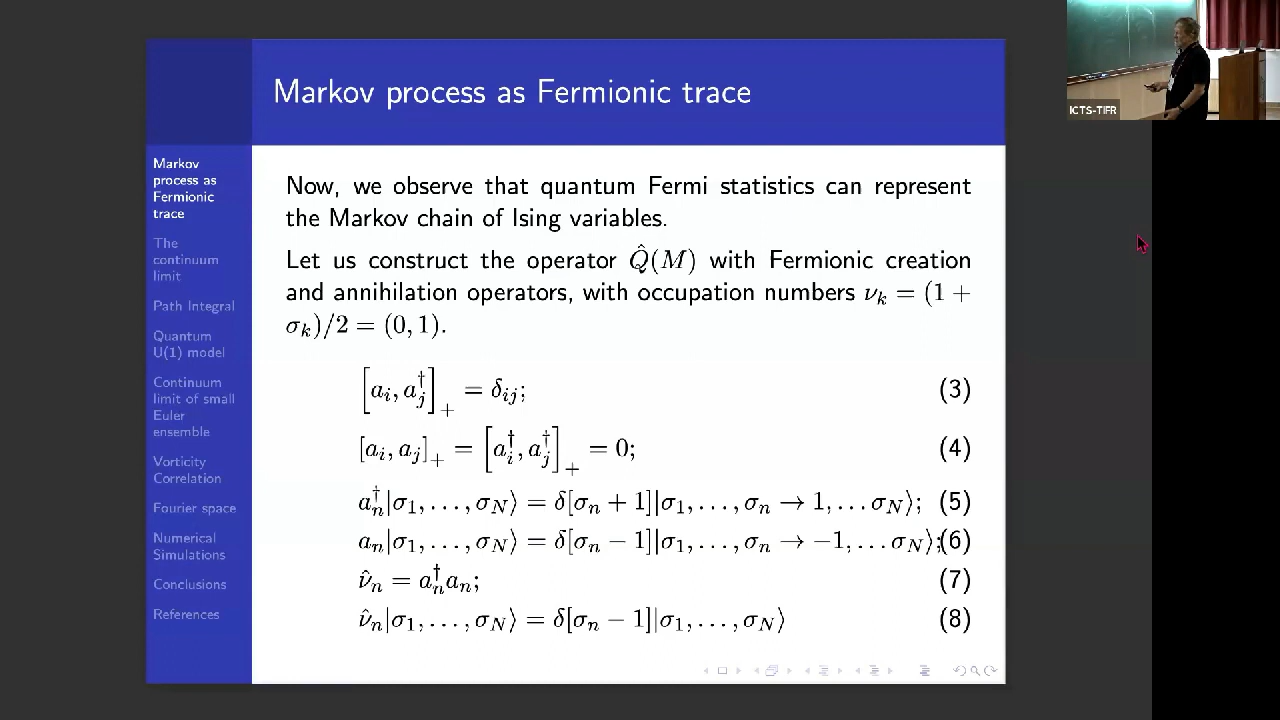 Markov process as Fermionic trace
Markov
process as
Fermionic
trace
The
continuum
limit
Path Integral
Quantum
U(1) model
Continuum
limit of small
Euler
ensemble
Vorticity
Correlation
Fourier space
Numerical
Simulations
Conclusions
References
Now, we observe that quantum Fermi statistics can represent
the Markov chain of Ising variables.
Let us construct the operator Q̂(M) with Fermionic creation
and annihilation operators, with occupation numbers νₖ = (1 +
σₖ)/2 = (0, 1).
[aᵢ, aⱼ†]₊ = δᵢⱼ; (3)
[aᵢ, aⱼ]₊ = [aᵢ†, aⱼ†]₊ = 0; (4)
aₙ†|σ₁, . . . , σ_N⟩ = δ[σₙ + 1]|σ₁, . . . , σₙ → 1, . . . σ_N⟩; (5)
aₙ|σ₁, . . . , σ_N⟩ = δ[σₙ − 1]|σ₁, . . . , σₙ → −1, . . . σ_N⟩; (6)
ν̂ₙ = aₙ†aₙ; (7)
ν̂ₙ|σ₁, . . . , σ_N⟩ = δ[σₙ − 1]|σ₁, . . . , σ_N⟩ (8)
ICTS-TIFR